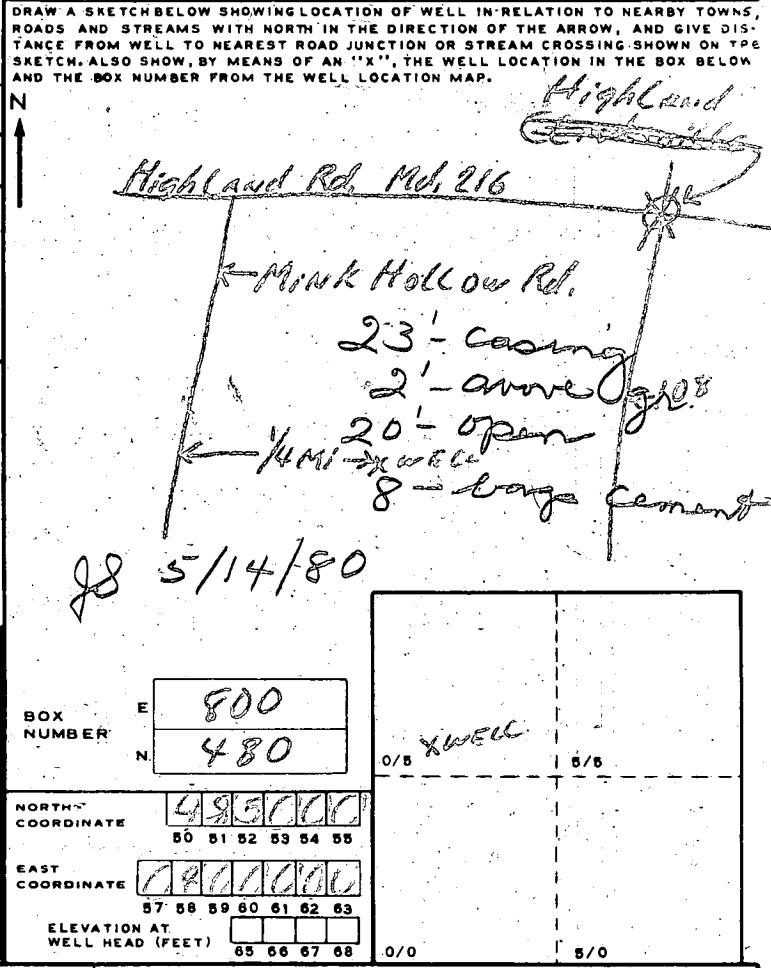 DRAW A SKETCH BELOW SHOWING LOCATION OF WELL IN RELATION TO NEARBY TOWNS,
ROADS AND STREAMS WITH NORTH IN THE DIRECTION OF THE ARROW, AND GIVE DIS-
TANCE FROM WELL TO NEAREST ROAD JUNCTION OR STREAM CROSSING SHOWN ON THE
SKETCH. ALSO SHOW, BY MEANS OF AN "X", THE WELL LOCATION IN THE BOX BELOW
AND THE BOX NUMBER FROM THE WELL LOCATION MAP.
N
Highland
Highland Rd. Md. 216
Mink Hollow Rd.
23' - casing
2' - above gr.
108
20' - open
1/4 Mi → X WELL
8 - bags cement
JS 5/14/80
BOX
NUMBER
E 800
N 480
X WELL
0/5 5/5
NORTH
COORDINATE
50 51 52 53 54 55
EAST
COORDINATE
57 58 59 60 61 62 63
ELEVATION AT
WELL HEAD (FEET)
65 66 67 68
0/0 5/0